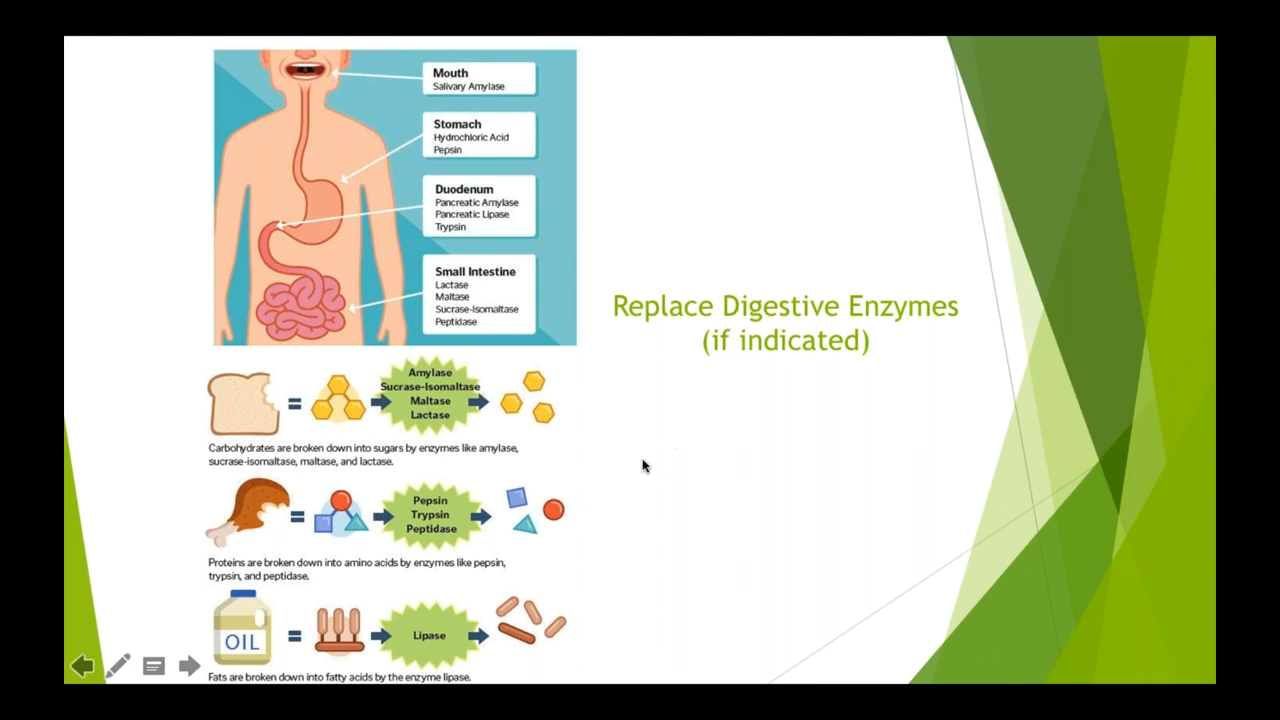 Mouth
Salivary Amylase
Stomach
Hydrochloric Acid
Pepsin
Duodenum
Pancreatic Amylase
Pancreatic Lipase
Trypsin
Small Intestine
Lactase
Maltase
Sucrase-Isomaltase
Peptidase
Replace Digestive Enzymes
(if indicated)
Amylase
Sucrase-Isomaltase
Maltase
Lactase
Carbohydrates are broken down into sugars by enzymes like amylase,
sucrase-isomaltase, maltase, and lactase.
Pepsin
Trypsin
Peptidase
Proteins are broken down into amino acids by enzymes like pepsin,
trypsin, and peptidase.
OIL
Lipase
Fats are broken down into fatty acids by the enzyme lipase.